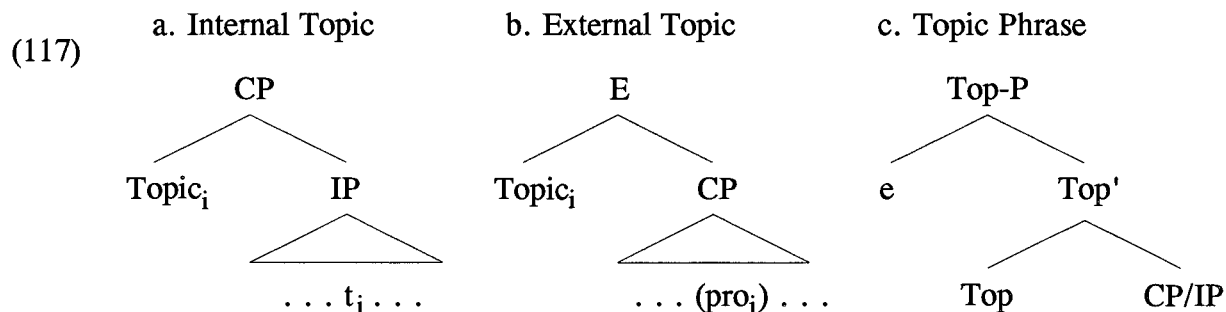 (117) a. Internal Topic b. External Topic c. Topic Phrase
CP E Top-P
Topic_i IP Topic_i CP e Top'
. . . t_i . . . . . . (pro_i) . . . Top CP/IP